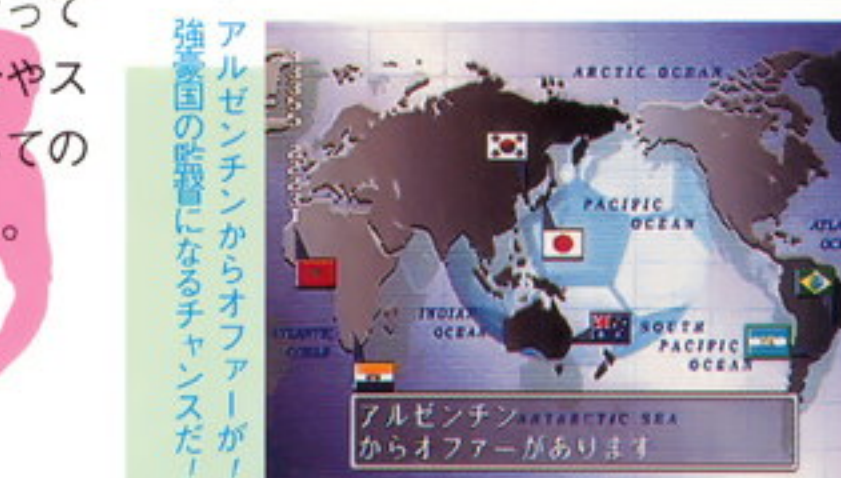 って
やス
ての
。
アルゼンチンからオファーが!
強豪国の監督になるチャンスだ!
ARCTIC OCEAN
PACIFIC
OCEAN
INDIAN
OCEAN
ATLANTIC
OCEAN
SOUTH
PACIFIC
OCEAN
ANTARCTIC SEA
アルゼンチン
からオファーがあります